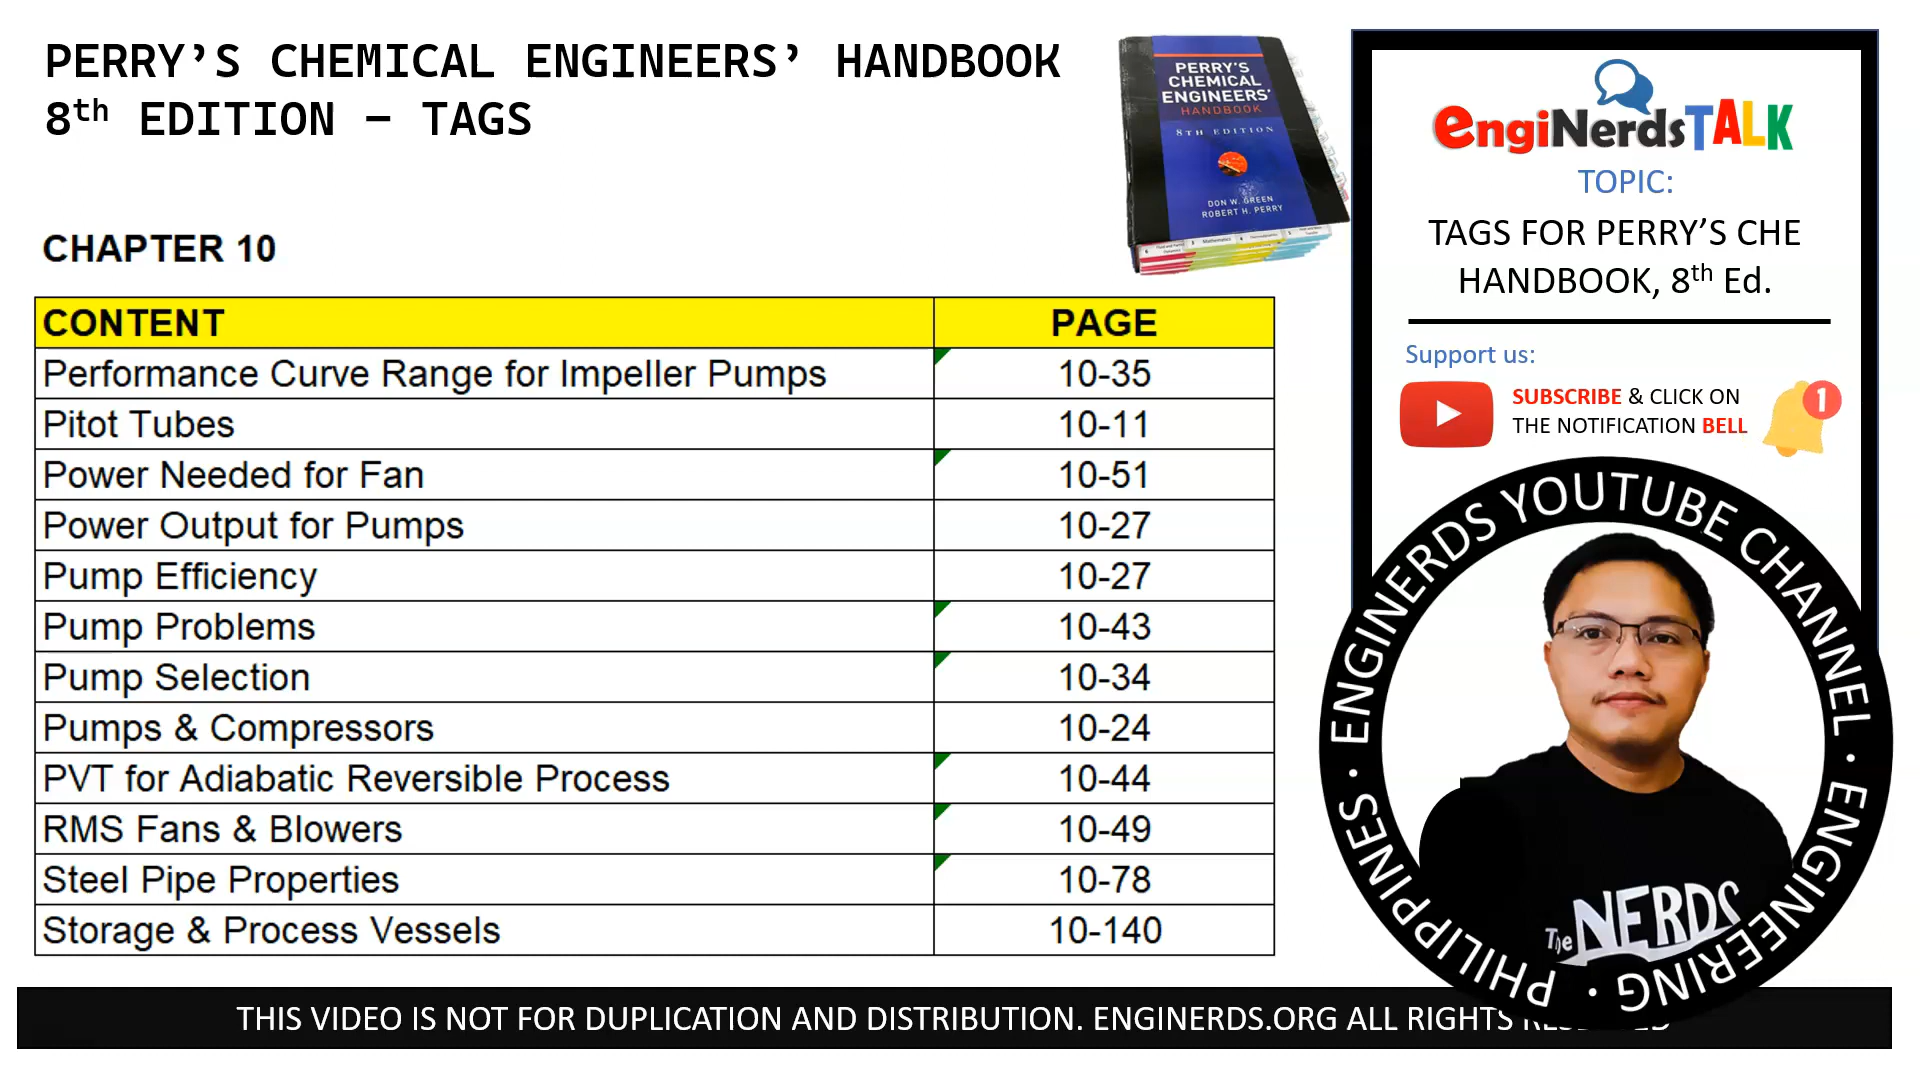 PERRY’S CHEMICAL ENGINEERS’ HANDBOOK
8th EDITION – TAGS
PERRY'S
CHEMICAL
ENGINEERS'
HANDBOOK
8TH EDITION
DON W. GREEN
ROBERT H. PERRY
Mathematics
CHAPTER 10
CONTENT PAGE
Performance Curve Range for Impeller Pumps 10-35
Pitot Tubes 10-11
Power Needed for Fan 10-51
Power Output for Pumps 10-27
Pump Efficiency 10-27
Pump Problems 10-43
Pump Selection 10-34
Pumps & Compressors 10-24
PVT for Adiabatic Reversible Process 10-44
RMS Fans & Blowers 10-49
Steel Pipe Properties 10-78
Storage & Process Vessels 10-140
engiNerdsTALK
TOPIC:
TAGS FOR PERRY’S CHE
HANDBOOK, 8th Ed.
Support us:
SUBSCRIBE & CLICK ON
THE NOTIFICATION BELL
1
· ENGINERDS YOUTUBE CHANNEL · ENGINEERING · PHILIPPINES
The NERDS
THIS VIDEO IS NOT FOR DUPLICATION AND DISTRIBUTION. ENGINERDS.ORG ALL RIGHTS